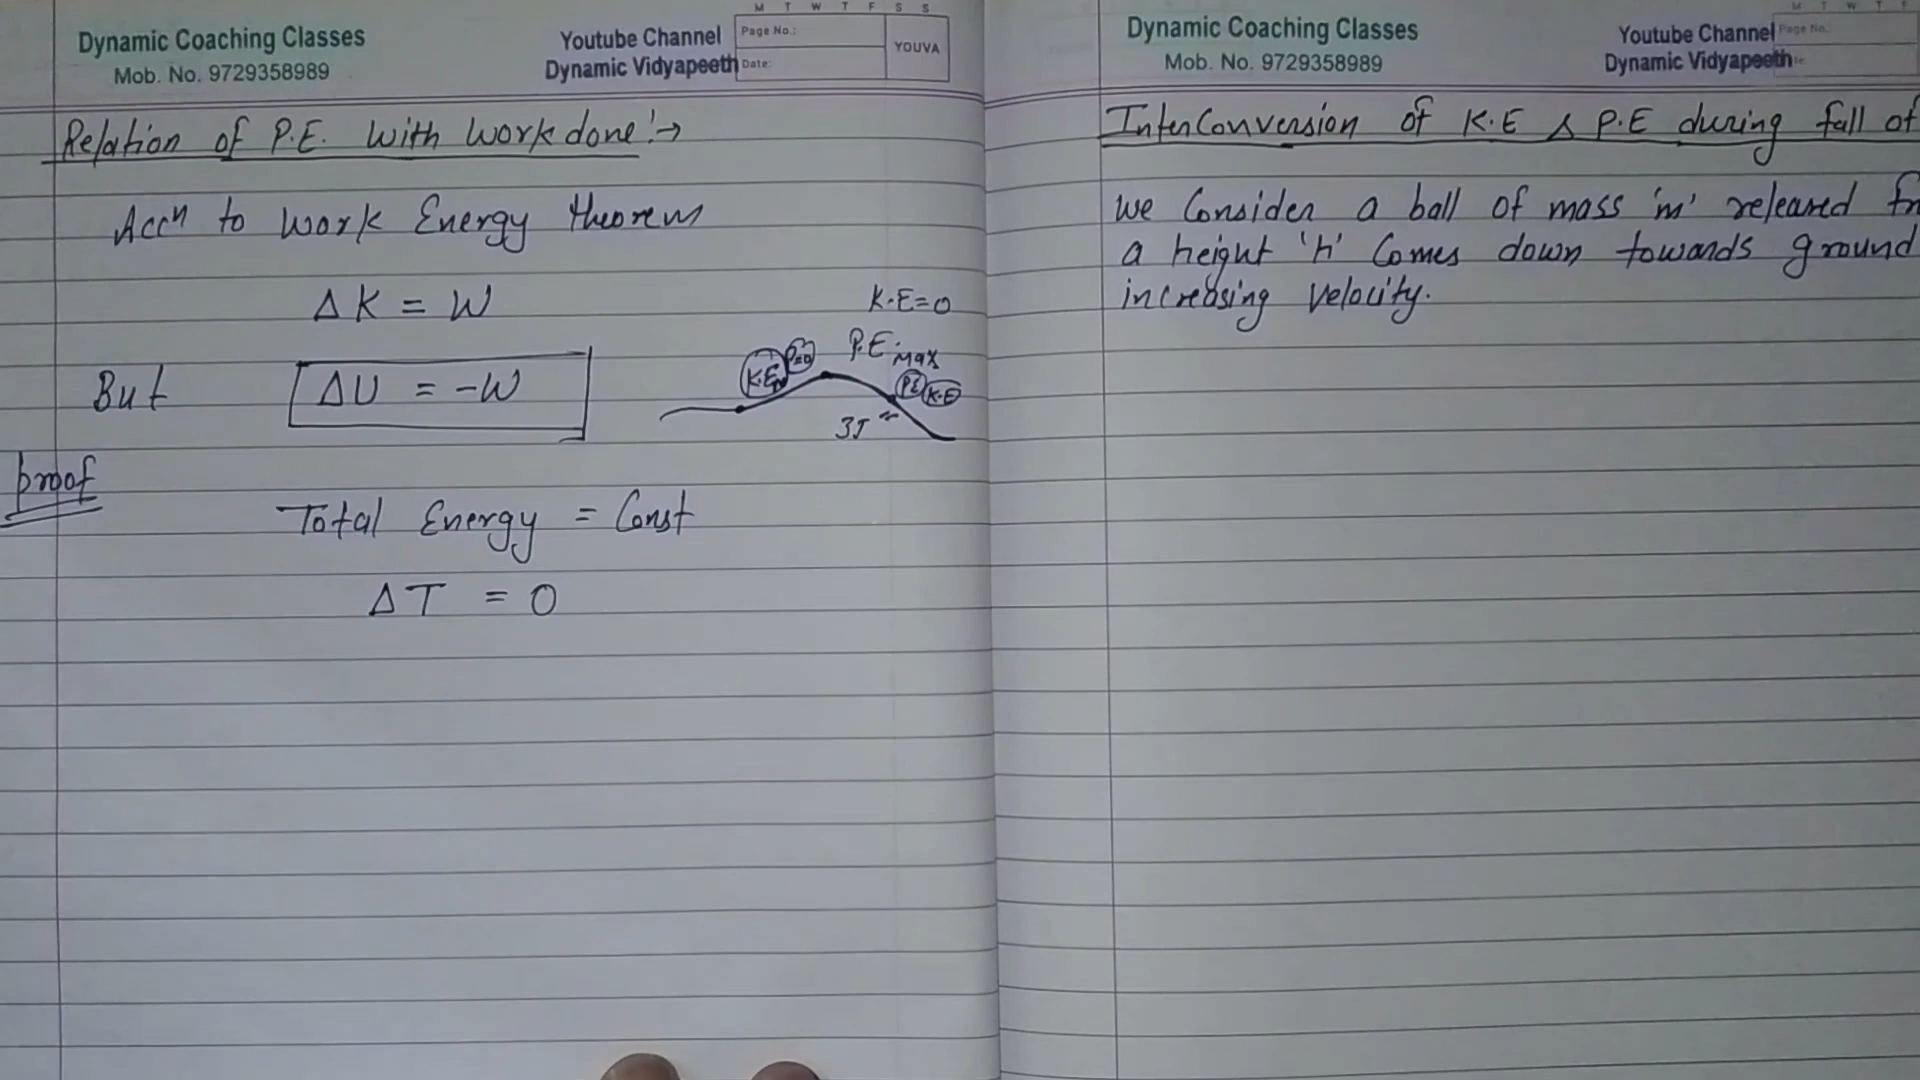 M T W T F S S
Dynamic Coaching Classes
Mob. No. 9729358989
Youtube Channel
Dynamic Vidyapeeth
Page No.:
Date:
YOUVA
Relation of P.E. With Work done :→
Accⁿ to Work Energy theorem
ΔK = W
But ΔU = -W
K.E=0
P.E. Max
K.E
P=0
P.E
K.E
3J
Proof
Total Energy = Const
ΔT = 0
M T W T F
Dynamic Coaching Classes
Mob. No. 9729358989
Youtube Channel
Dynamic Vidyapeeth
Page No.
InterConversion of K.E & P.E during fall of
we Consider a ball of mass 'm' released
a height 'h' Comes down towards ground
increasing Velocity.